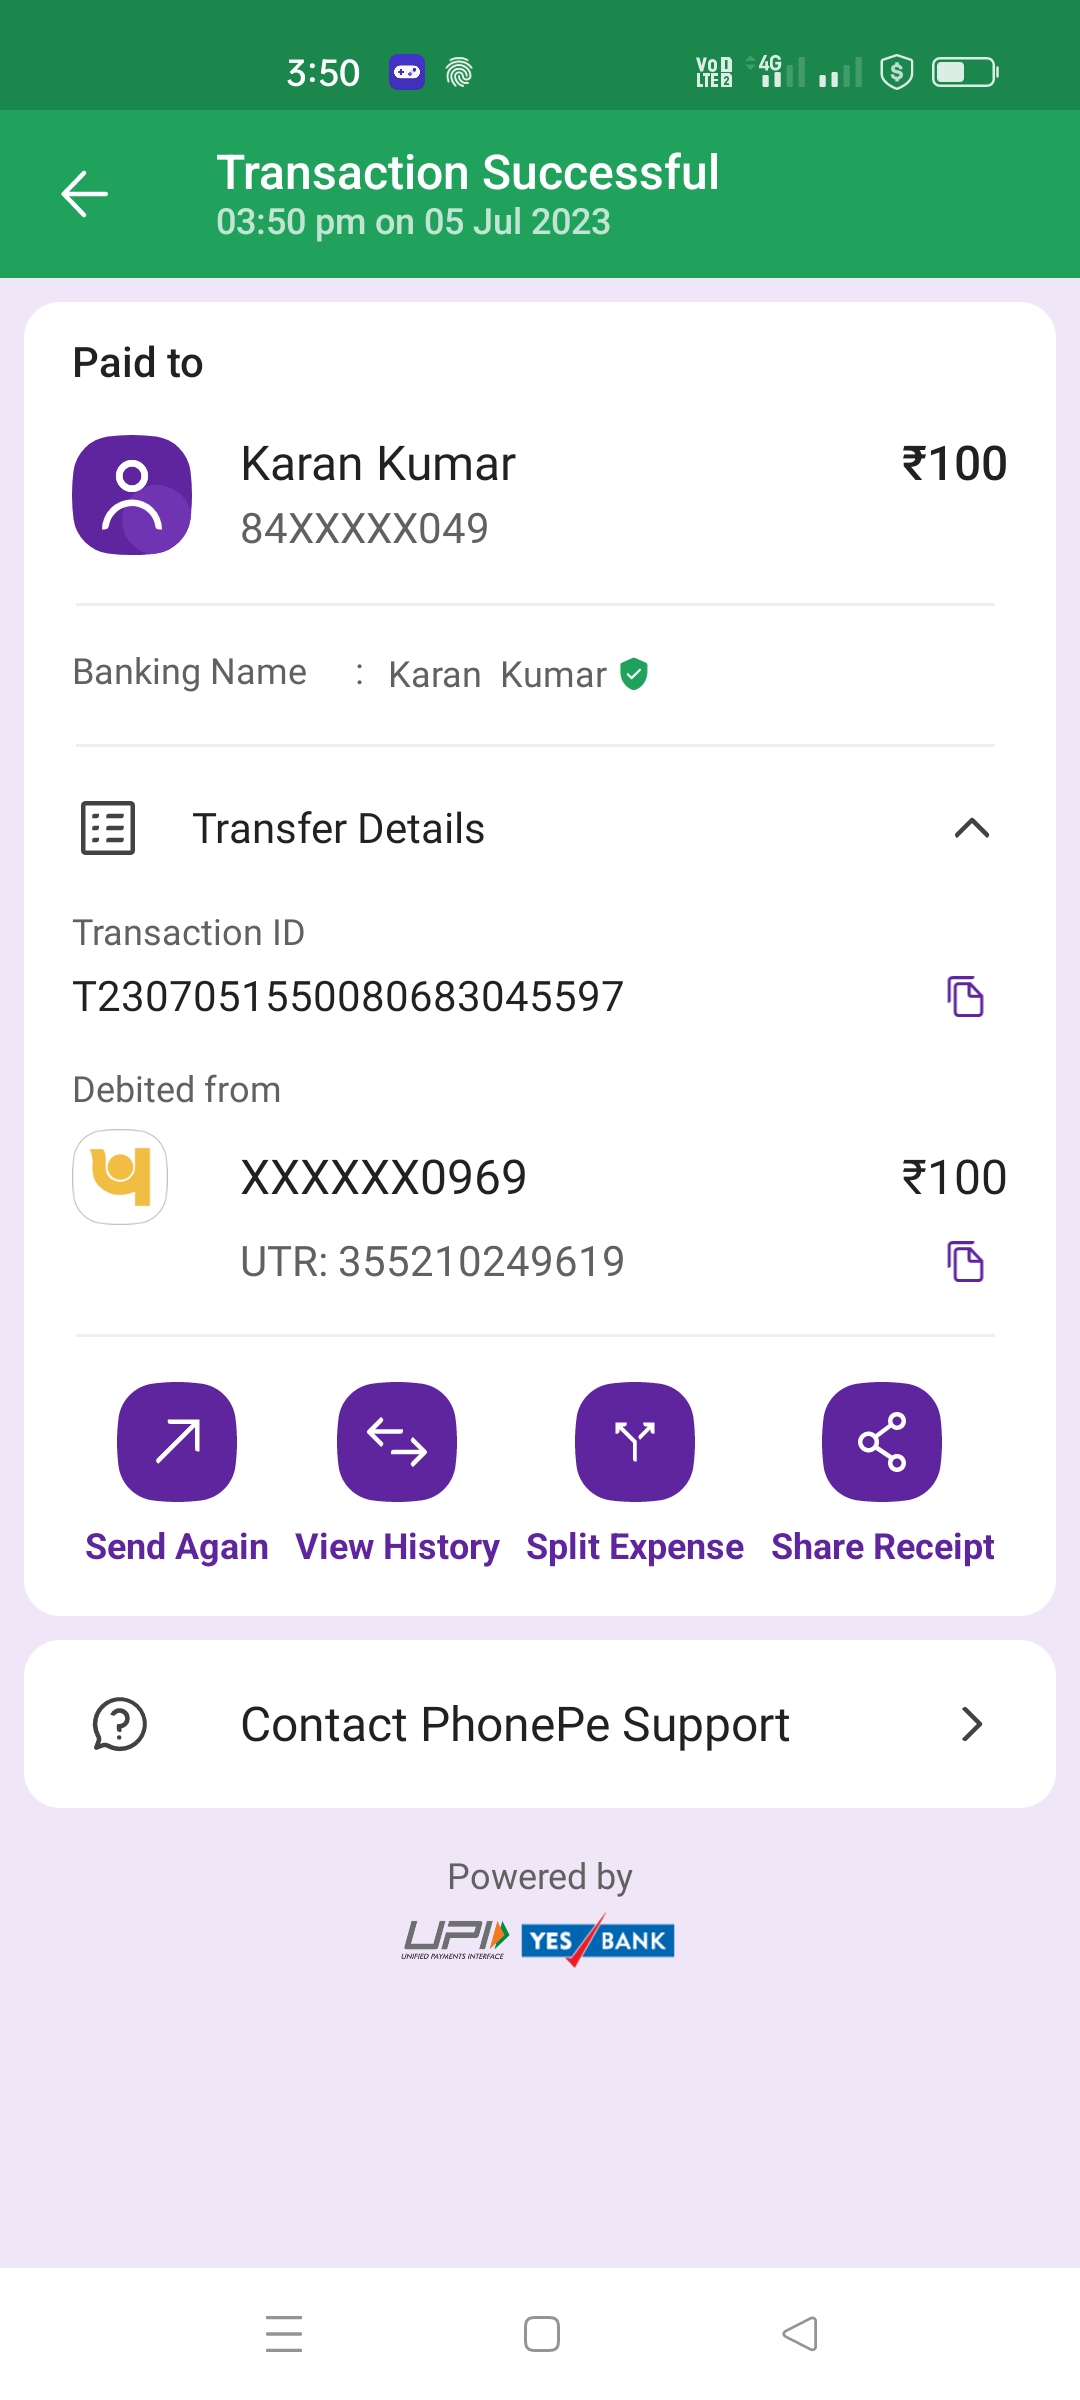 3:50
VoD LTE 2 4G
Transaction Successful
03:50 pm on 05 Jul 2023
Paid to
Karan Kumar ₹100
84XXXXX049
Banking Name : Karan Kumar
Transfer Details
Transaction ID
T2307051550080683045597
Debited from
XXXXXX0969 ₹100
UTR: 355210249619
Send Again View History Split Expense Share Receipt
Contact PhonePe Support
Powered by
UPI YES BANK
UNIFIED PAYMENTS INTERFACE